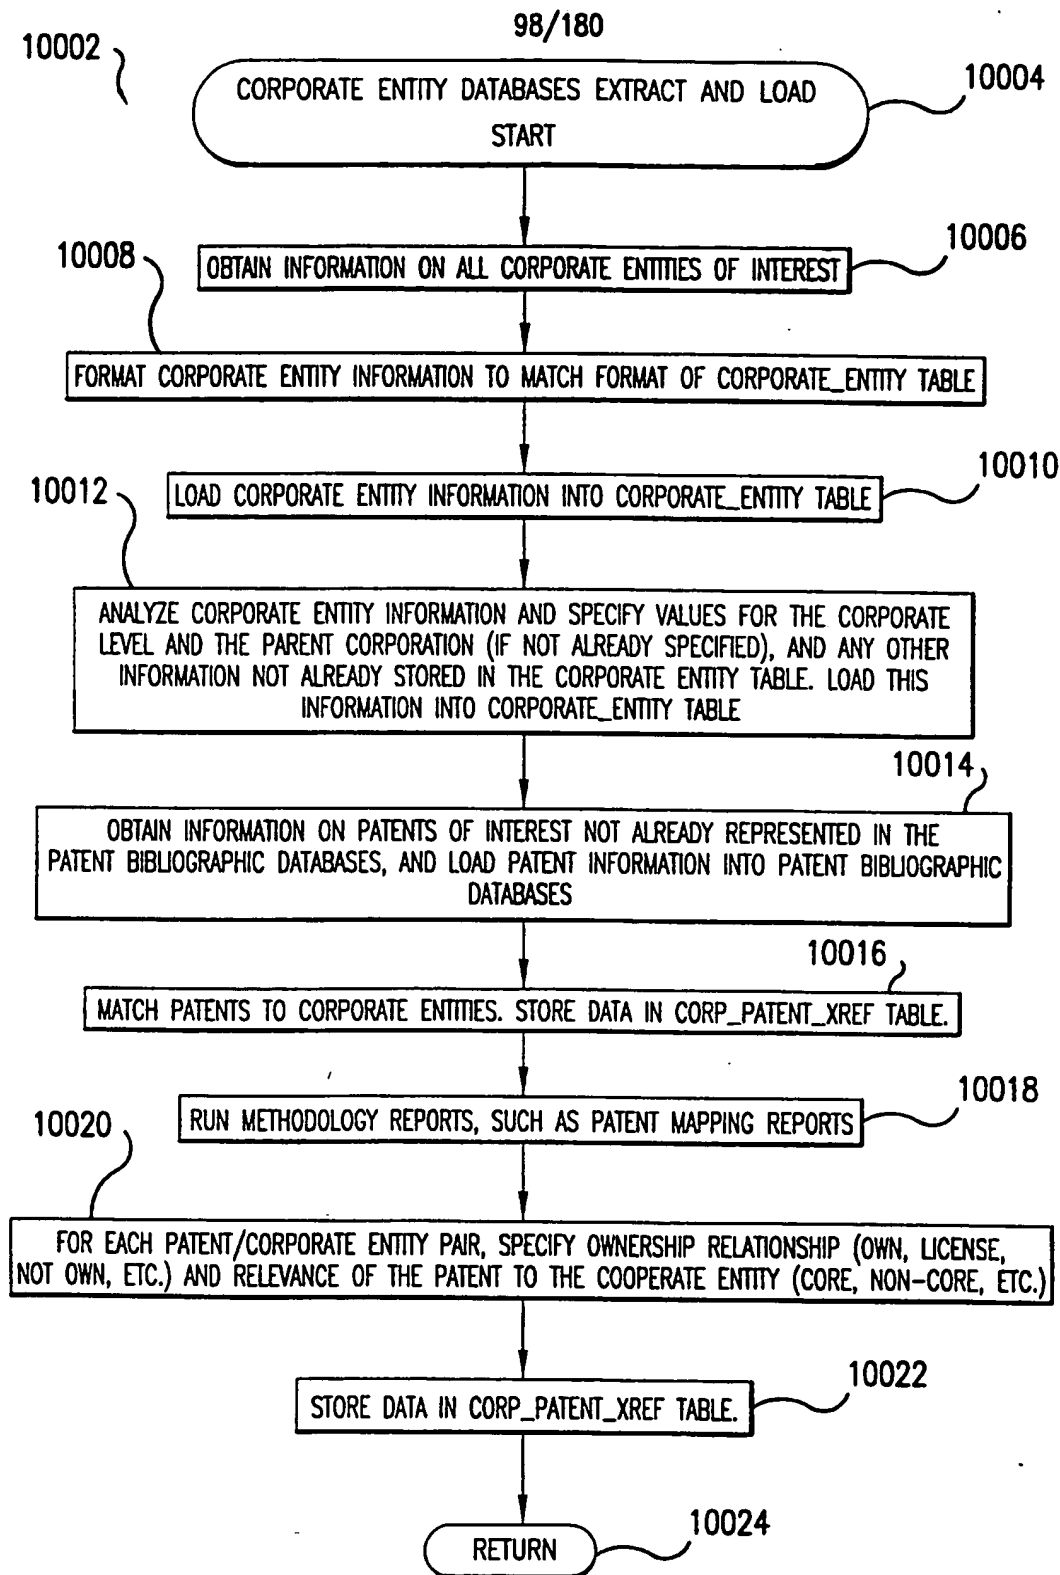 98/180
10002
CORPORATE ENTITY DATABASES EXTRACT AND LOAD
START
10004
10006
OBTAIN INFORMATION ON ALL CORPORATE ENTITIES OF INTEREST
10008
FORMAT CORPORATE ENTITY INFORMATION TO MATCH FORMAT OF CORPORATE_ENTITY TABLE
10010
LOAD CORPORATE ENTITY INFORMATION INTO CORPORATE_ENTITY TABLE
10012
ANALYZE CORPORATE ENTITY INFORMATION AND SPECIFY VALUES FOR THE CORPORATE
LEVEL AND THE PARENT CORPORATION (IF NOT ALREADY SPECIFIED), AND ANY OTHER
INFORMATION NOT ALREADY STORED IN THE CORPORATE ENTITY TABLE. LOAD THIS
INFORMATION INTO CORPORATE_ENTITY TABLE
10014
OBTAIN INFORMATION ON PATENTS OF INTEREST NOT ALREADY REPRESENTED IN THE
PATENT BIBLIOGRAPHIC DATABASES, AND LOAD PATENT INFORMATION INTO PATENT BIBLIOGRAPHIC
DATABASES
10016
MATCH PATENTS TO CORPORATE ENTITIES. STORE DATA IN CORP_PATENT_XREF TABLE.
10018
RUN METHODOLOGY REPORTS, SUCH AS PATENT MAPPING REPORTS
10020
FOR EACH PATENT/CORPORATE ENTITY PAIR, SPECIFY OWNERSHIP RELATIONSHIP (OWN, LICENSE,
NOT OWN, ETC.) AND RELEVANCE OF THE PATENT TO THE COOPERATE ENTITY (CORE, NON-CORE, ETC.)
10022
STORE DATA IN CORP_PATENT_XREF TABLE.
10024
RETURN